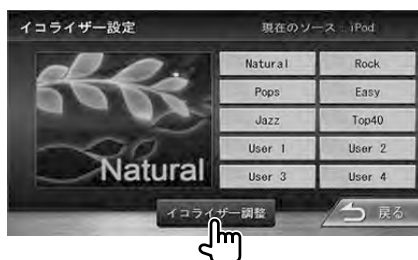 イコライザー設定 現在のソース：iPod
Natural Rock
Pops Easy
Jazz Top40
User 1 User 2
User 3 User 4
Natural
イコライザー調整
戻る